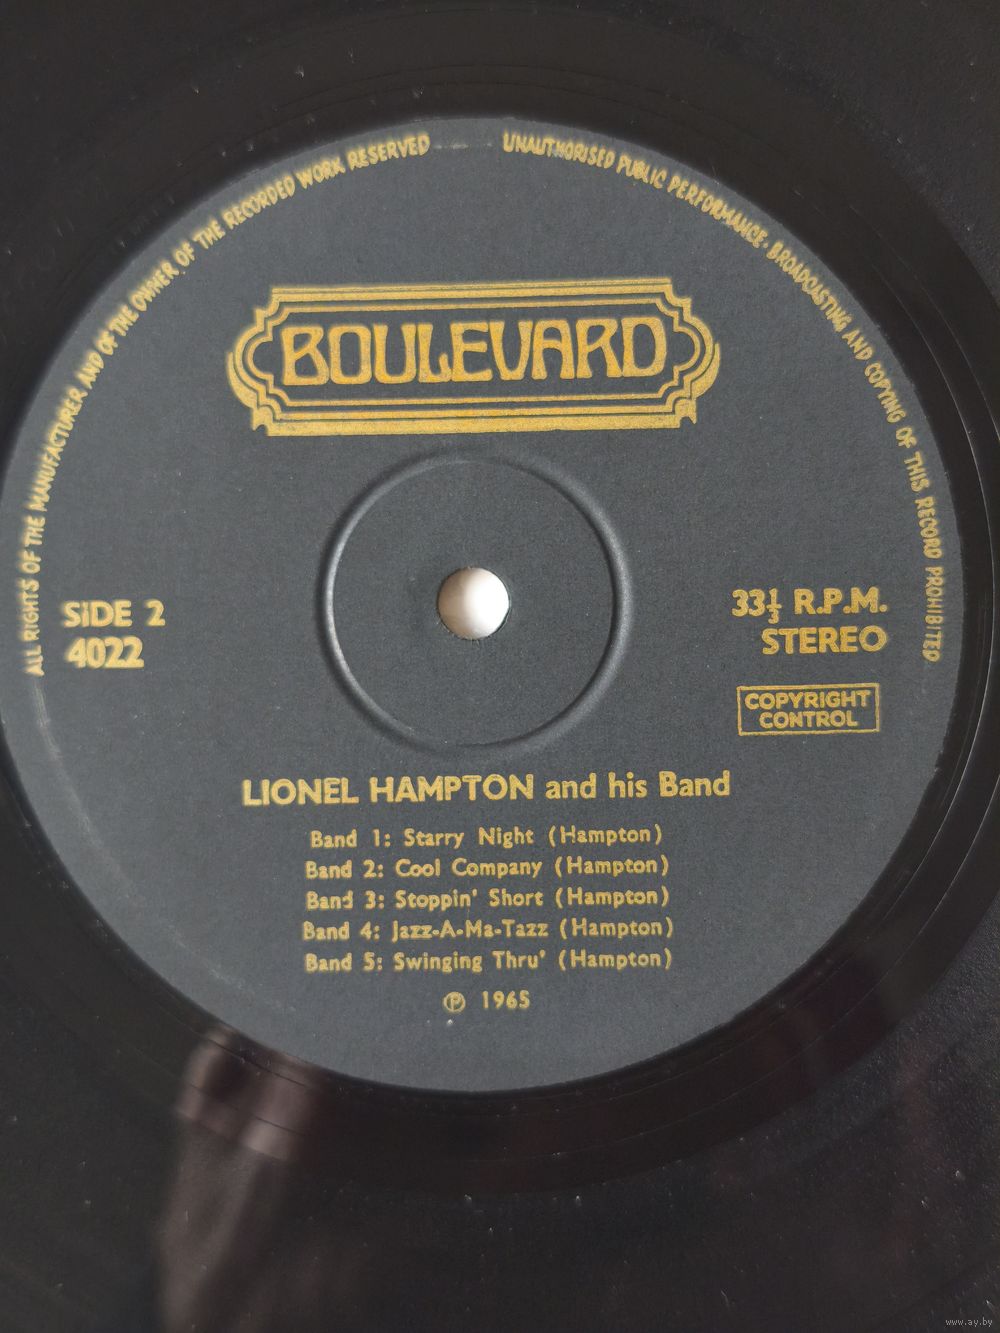 ALL RIGHTS OF THE MANUFACTURER AND OF THE OWNER OF THE RECORDED WORK RESERVED
UNAUTHORISED PUBLIC PERFORMANCE, BROADCASTING AND COPYING OF THIS RECORD PROHIBITED
BOULEVARD
SIDE 2
4022
33⅓ R.P.M.
STEREO
COPYRIGHT
CONTROL
LIONEL HAMPTON and his Band
Band 1: Starry Night (Hampton)
Band 2: Cool Company (Hampton)
Band 3: Stoppin' Short (Hampton)
Band 4: Jazz-A-Ma-Tazz (Hampton)
Band 5: Swinging Thru' (Hampton)
℗ 1965
www.ay.by